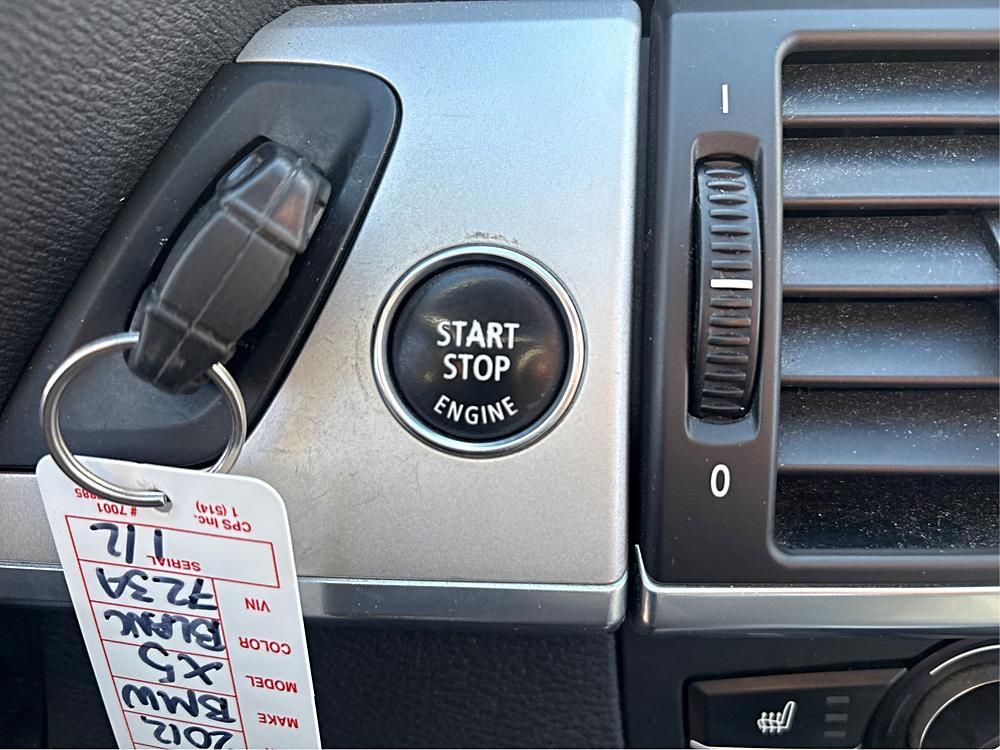 START
STOP
ENGINE
I
0
2012
MAKE BMW
MODEL X5
COLOR BLANC
VIN 723A
SERIAL 1/2
CPS Inc.
1 (514)
# 7001